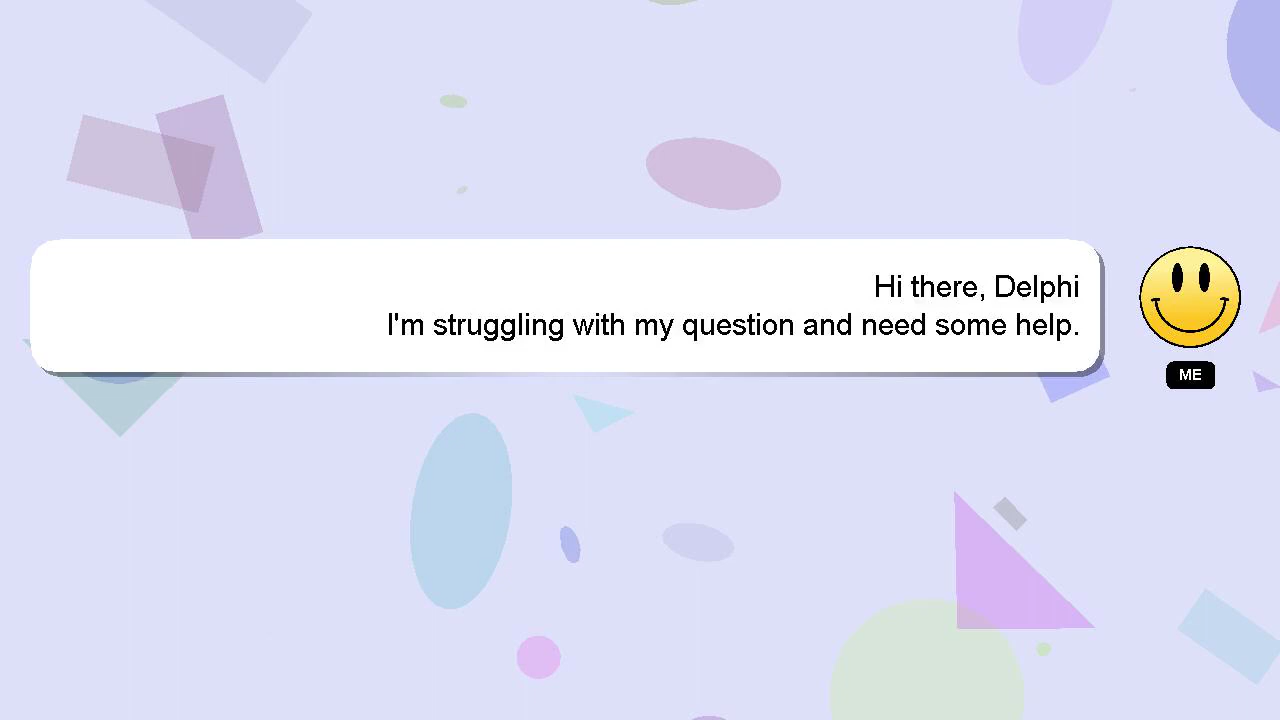 Hi there, Delphi
I'm struggling with my question and need some help.
ME